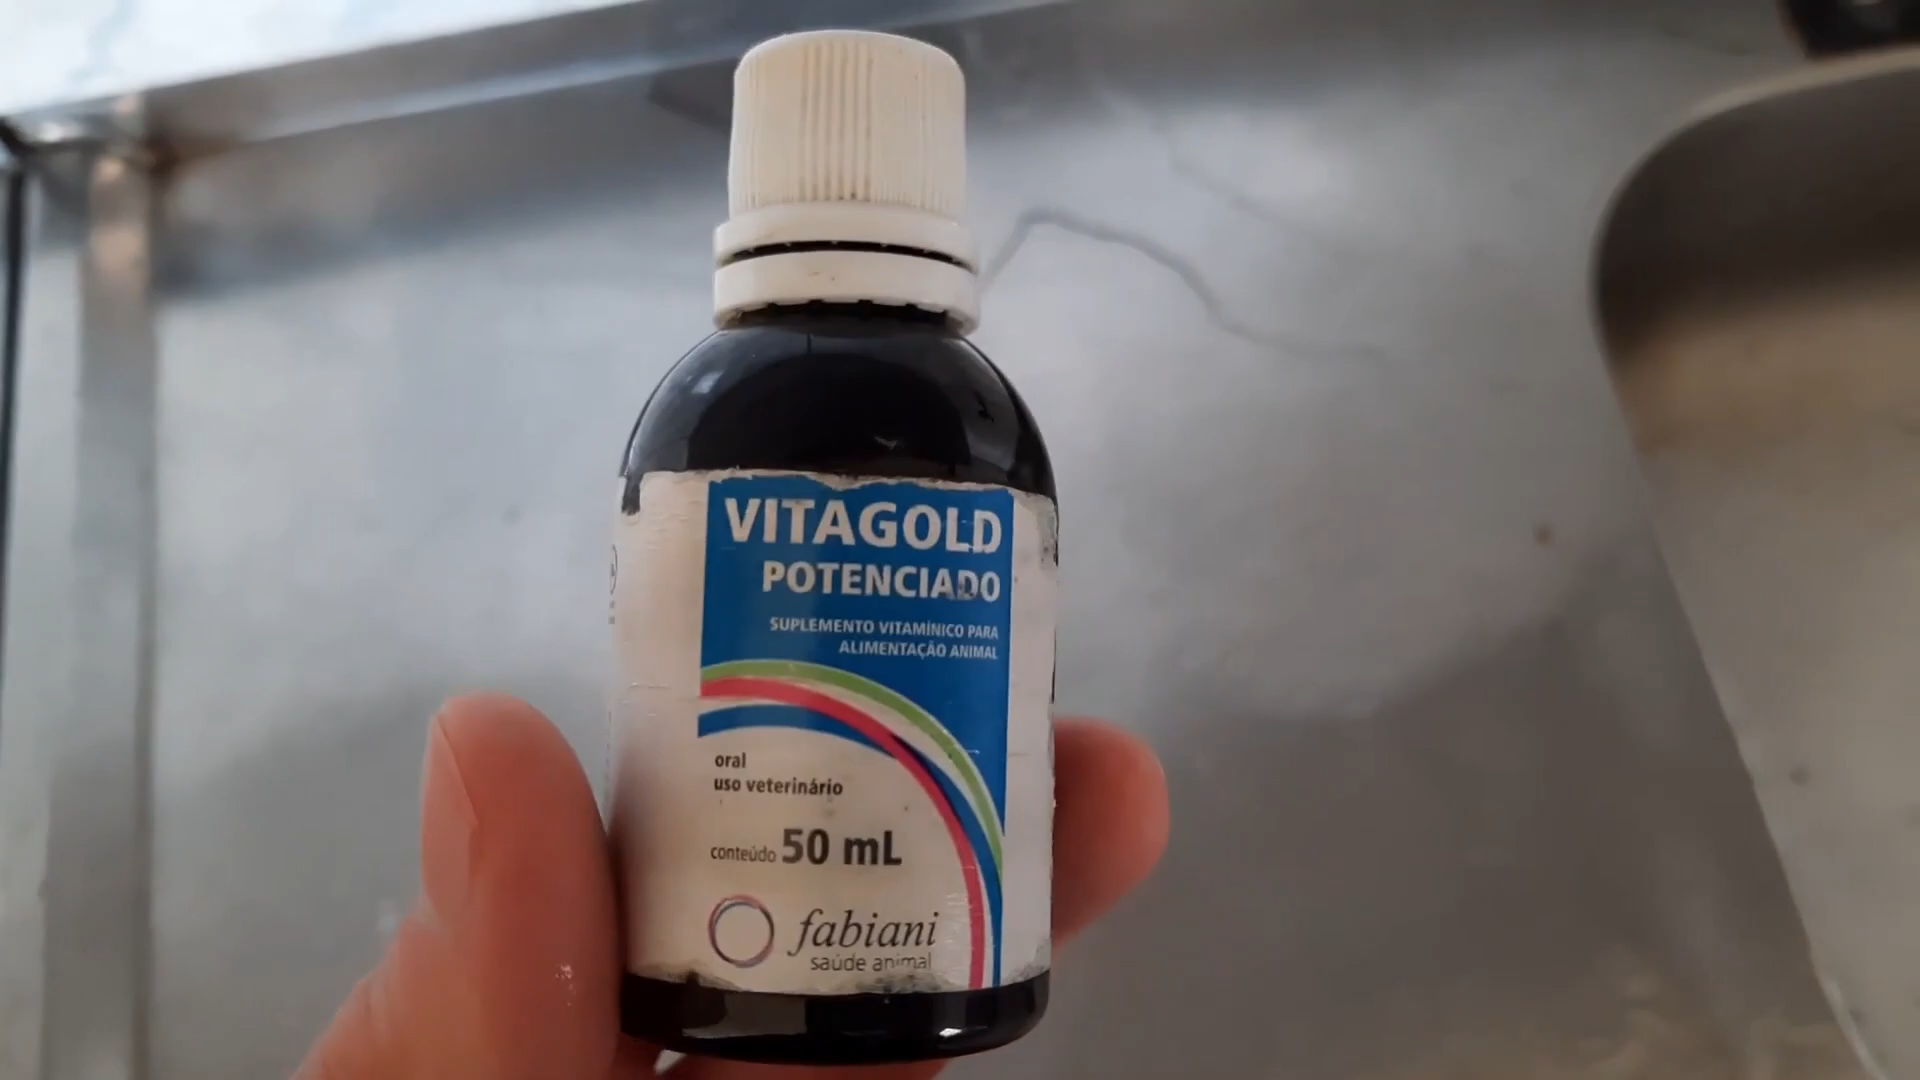 VITAGOLD
POTENCIADO
SUPLEMENTO VITAMÍNICO PARA
ALIMENTAÇÃO ANIMAL
oral
uso veterinário
conteúdo 50 mL
fabiani
saúde animal